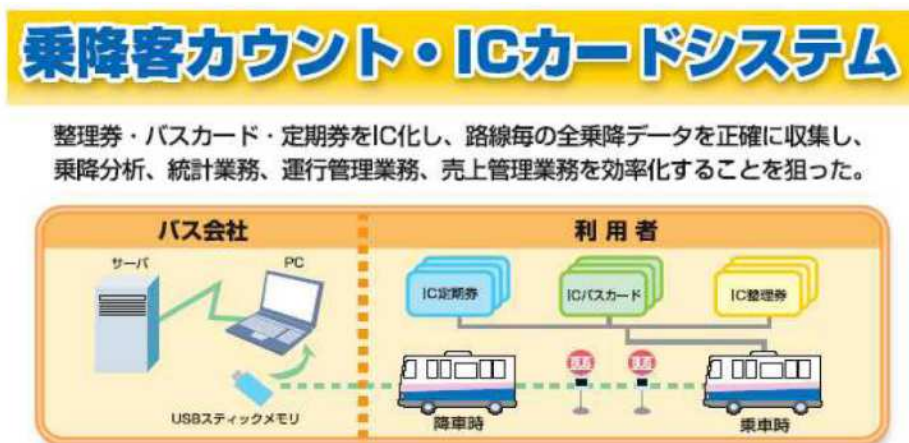 乗降客カウント・ICカードシステム
整理券・バスカード・定期券をIC化し、路線毎の全乗降データを正確に収集し、
乗降分析、統計業務、運行管理業務、売上管理業務を効率化することを狙った。
バス会社
利用者
サーバ
PC
IC定期券
ICバスカード
IC整理券
BUS
BUS
USBスティックメモリ
降車時
乗車時